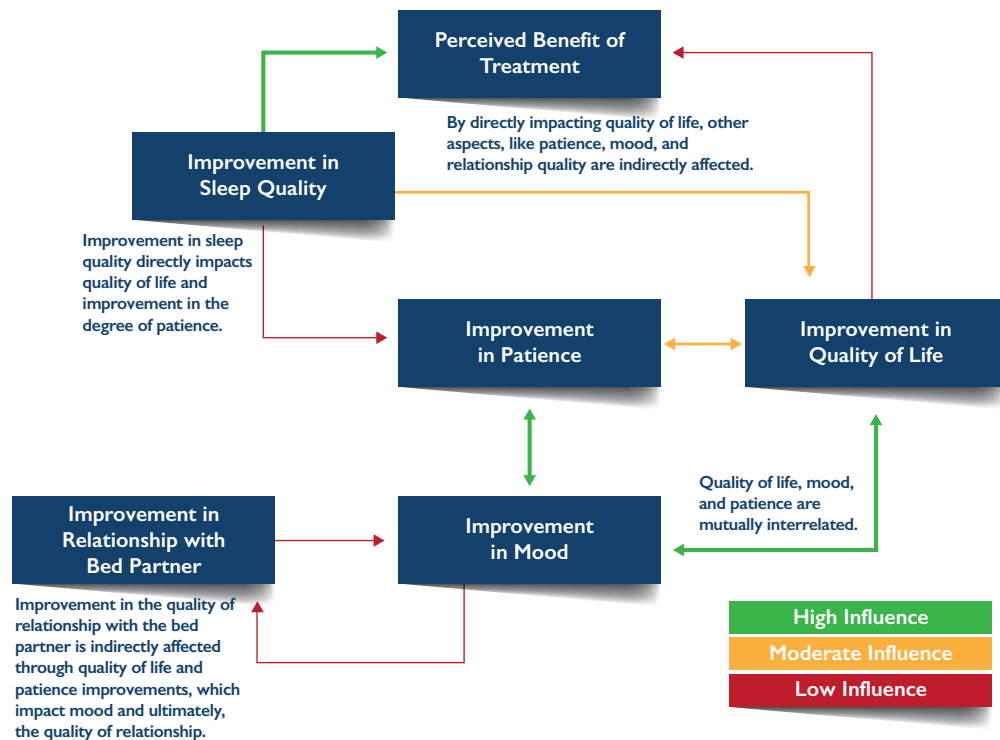 Perceived Benefit of
Treatment
By directly impacting quality of life, other
aspects, like patience, mood, and
relationship quality are indirectly affected.
Improvement in
Sleep Quality
Improvement in sleep
quality directly impacts
quality of life and
improvement in the
degree of patience.
Improvement
in Patience
Improvement in
Quality of Life
Quality of life, mood,
and patience are
mutually interrelated.
Improvement in
Relationship with
Bed Partner
Improvement
in Mood
Improvement in the quality of
relationship with the bed
partner is indirectly affected
through quality of life and
patience improvements, which
impact mood and ultimately,
the quality of relationship.
High Influence
Moderate Influence
Low Influence